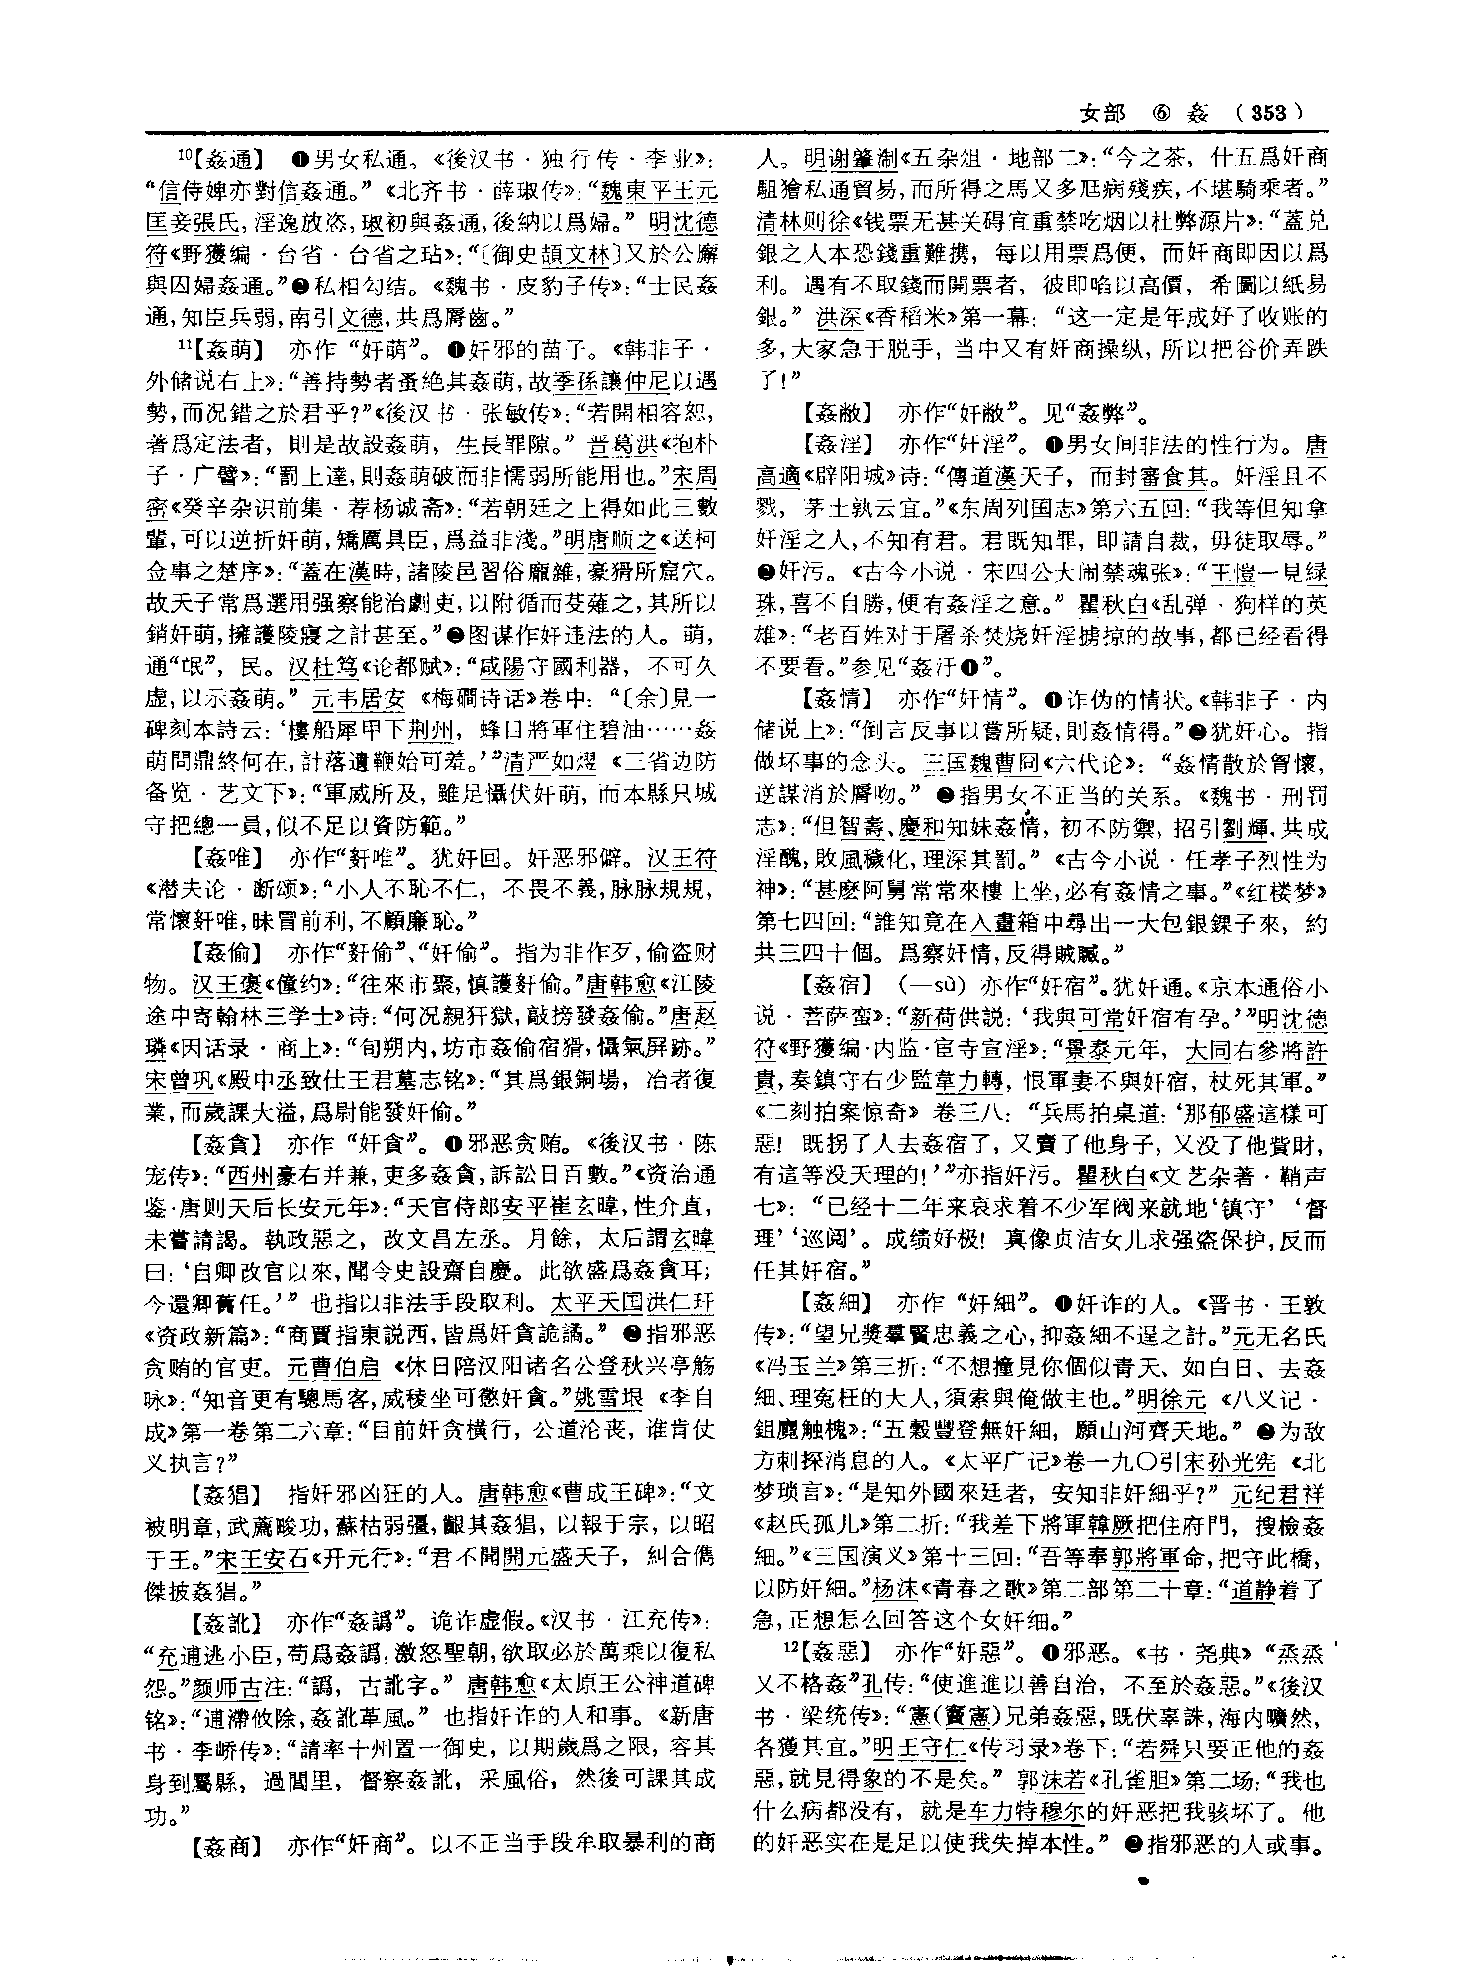 女部 ⑥ 姦 （353）
10【姦通】 ❶男女私通。《後汉书·独行传·李业》：
“信侍婢亦對信姦通。”《北齐书·薛琡传》：“魏東平王元
匡妾張氏，淫逸放恣，琡初與姦通，後納以爲婦。” 明沈德
符《野獲编·台省·台省之玷》：“〔御史頡文林〕又於公廨
與囚婦姦通。”❷私相勾结。《魏书·皮豹子传》：“士民姦
通，知臣兵弱，南引文德，共爲脣齒。”
11【姦萌】 亦作“奸萌”。❶奸邪的苗子。《韩非子·
外储说右上》：“善持勢者蚤絶其姦萌，故季孫讓仲尼以遇
勢，而况錯之於君乎？”《後汉书·张敏传》：“若開相容恕，
著爲定法者，則是故設姦萌，生長罪隙。” 晋葛洪《抱朴
子·广譬》：“罰上達，則姦萌破而非懦弱所能用也。”宋周
密《癸辛杂识前集·荐杨诚斋》：“若朝廷之上得如此三數
輩，可以逆折奸萌，矯厲具臣，爲益非淺。”明唐顺之《送柯
佥事之楚序》：“蓋在漢時，諸陵邑習俗龐雜，豪猾所窟穴。
故天子常爲選用强察能治劇吏，以附循而芟薙之，其所以
銷奸萌，擁護陵寢之計甚至。”❷图谋作奸违法的人。萌，
通“氓”，民。汉杜笃《论都赋》：“咸陽守國利器，不可久
虚，以示姦萌。” 元韦居安《梅磵诗话》卷中：“〔余〕見一
碑刻本詩云：‘樓船犀甲下荆州，蜂目將軍住碧油……姦
萌問鼎終何在，計落遺鞭始可差。’”清严如熤《三省边防
备览·艺文下》：“軍威所及，雖足懾伏奸萌，而本縣只城
守把總一員，似不足以資防範。”
【姦唯】 亦作“姧唯”。犹奸回。奸恶邪僻。汉王符
《潜夫论·断颂》：“小人不恥不仁，不畏不義，脉脉規規，
常懷姧唯，昧冒前利，不顧廉恥。”
【姦偷】 亦作“姧偷”、“奸偷”。指为非作歹，偷盗财
物。汉王褒《僮约》：“往來市聚，慎護姧偷。”唐韩愈《江陵
途中寄翰林三学士》诗：“何况親犴獄，敲搒發姦偷。”唐赵
璘《因话录·商上》：“旬朔内，坊市姦偷宿猾，懾氣屏跡。”
宋曾巩《殿中丞致仕王君墓志铭》：“其爲銀銅場，冶者復
業，而歲課大溢，爲尉能發奸偷。”
【姦貪】 亦作“奸貪”。❶邪恶贪贿。《後汉书·陈
宠传》：“西州豪右并兼，吏多姦貪，訴訟日百數。”《资治通
鉴·唐则天后长安元年》：“天官侍郎安平崔玄暐，性介直，
未嘗請謁。執政惡之，改文昌左丞。月餘，太后謂玄暐
曰：‘自卿改官以來，聞令史設齋自慶。此欲盛爲姦貪耳；
今還卿舊任。’” 也指以非法手段取利。太平天国洪仁玕
《资政新篇》：“商賈指東説西，皆爲奸貪詭譎。” ❷指邪恶
贪贿的官吏。元曹伯启《休日陪汉阳诸名公登秋兴亭觞
咏》：“知音更有驄馬客，威稜坐可懲奸貪。”姚雪垠《李自
成》第一卷第二六章：“目前奸贪横行，公道沦丧，谁肯仗
义执言？”
【姦猖】 指奸邪凶狂的人。唐韩愈《曹成王碑》：“文
被明章，武薦畯功，蘇枯弱彊，齦其姦猖，以報于宗，以昭
于王。”宋王安石《开元行》：“君不聞開元盛天子，糾合儁
傑披姦猖。”
【姦訛】 亦作“姦譌”。诡诈虚假。《汉书·江充传》：
“充逋逃小臣，苟爲姦譌，激怒聖朝，欲取必於萬乘以復私
怨。”颜师古注：“譌，古訛字。” 唐韩愈《太原王公神道碑
铭》：“逋滯攸除，姦訛革風。” 也指奸诈的人和事。《新唐
书·李峤传》：“請率十州置一御史，以期歲爲之限，容其
身到屬縣，過閭里，督察姦訛，采風俗，然後可課其成
功。”
【姦商】 亦作“奸商”。以不正当手段牟取暴利的商
人。明谢肇淛《五杂俎·地部二》：“今之茶，什五爲奸商
駔獪私通貿易，而所得之馬又多尪病殘疾，不堪騎乘者。”
清林则徐《钱票无甚关碍宜重禁吃烟以杜弊源片》：“蓋兑
銀之人本恐錢重難携，每以用票爲便，而奸商即因以爲
利。遇有不取錢而開票者，彼即啗以高價，希圖以紙易
銀。” 洪深《香稻米》第一幕：“这一定是年成好了收账的
多，大家急于脱手，当中又有奸商操纵，所以把谷价弄跌
了！”
【姦敝】 亦作“奸敝”。见“姦弊”。
【姦淫】 亦作“奸淫”。❶男女间非法的性行为。唐
高適《辟阳城》诗：“傳道漢天子，而封審食其。奸淫且不
戮，茅土孰云宜。”《东周列国志》第六五回：“我等但知拿
奸淫之人，不知有君。君既知罪，即請自裁，毋徒取辱。”
❷奸污。《古今小说·宋四公大闹禁魂张》：“王愷一見绿
珠，喜不自勝，便有姦淫之意。” 瞿秋白《乱弹·狗样的英
雄》：“老百姓对于屠杀焚烧奸淫掳掠的故事，都已经看得
不要看。”参见“姦汙❶”。
【姦情】 亦作“奸情”。❶诈伪的情状。《韩非子·内
储说上》：“倒言反事以嘗所疑，則姦情得。”❷犹奸心。指
做坏事的念头。三国魏曹冏《六代论》：“姦情散於胷懷，
逆謀消於脣吻。” ❸指男女不正当的关系。《魏书·刑罚
志》：“但智壽、慶和知妹姦情，初不防禦，招引劉輝，共成
淫醜，敗風穢化，理深其罰。”《古今小说·任孝子烈性为
神》：“甚麽阿舅常常來樓上坐，必有姦情之事。”《红楼梦》
第七四回：“誰知竟在入畫箱中尋出一大包銀錁子來，約
共三四十個。爲察奸情，反得賊贓。”
【姦宿】（—sù）亦作“奸宿”。犹奸通。《京本通俗小
说·菩萨蛮》：“新荷供説：‘我與可常奸宿有孕。’”明沈德
符《野獲编·内监·宦寺宣淫》：“景泰元年，大同右參將許
貴，奏鎮守右少監韋力轉，恨軍妻不與奸宿，杖死其軍。”
《二刻拍案惊奇》卷三八：“兵馬拍桌道：‘那郁盛這樣可
惡！既拐了人去姦宿了，又賣了他身子，又没了他貲財，
有這等没天理的！’”亦指奸污。瞿秋白《文艺杂著·鞘声
七》：“已经十二年来哀求着不少军阀来就地‘镇守’‘督
理’‘巡阅’。成绩好极！真像贞洁女儿求强盗保护，反而
任其奸宿。”
【姦細】 亦作“奸細”。❶奸诈的人。《晋书·王敦
传》：“望兄獎羣賢忠義之心，抑姦細不逞之計。”元无名氏
《冯玉兰》第三折：“不想撞見你個似青天、如白日、去姦
細、理寃枉的大人，須索與俺做主也。”明徐元《八义记·
鉏麑触槐》：“五穀豐登無奸細，願山河齊天地。” ❷为敌
方刺探消息的人。《太平广记》卷一九〇引宋孙光宪《北
梦琐言》：“是知外國來廷者，安知非奸細乎？” 元纪君祥
《赵氏孤儿》第二折：“我差下將軍韓厥把住府門，搜檢姦
細。”《三国演义》第十三回：“吾等奉郭將軍命，把守此橋，
以防奸細。”杨沫《青春之歌》第二部第二十章：“道静着了
急，正想怎么回答这个女奸细。”
12【姦惡】 亦作“奸惡”。❶邪恶。《书·尧典》“烝烝
乂不格姦”孔传：“使進進以善自治，不至於姦惡。”《後汉
书·梁统传》：“憲（竇憲）兄弟姦惡，既伏辜誅，海内曠然，
各獲其宜。”明王守仁《传习录》卷下：“若舜只要正他的姦
惡，就見得象的不是矣。” 郭沫若《孔雀胆》第二场：“我也
什么病都没有，就是车力特穆尔的奸恶把我骇坏了。他
的奸恶实在是足以使我失掉本性。” ❷指邪恶的人或事。